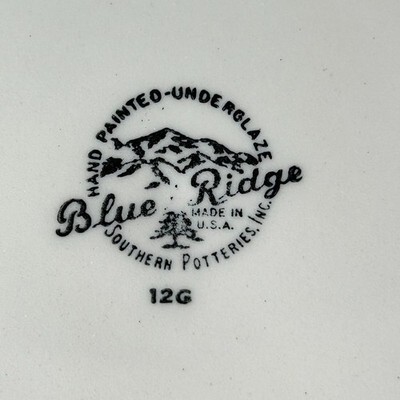 HAND PAINTED-UNDERGLAZE
Blue Ridge
MADE IN
U.S.A.
SOUTHERN POTTERIES, INC.
12G